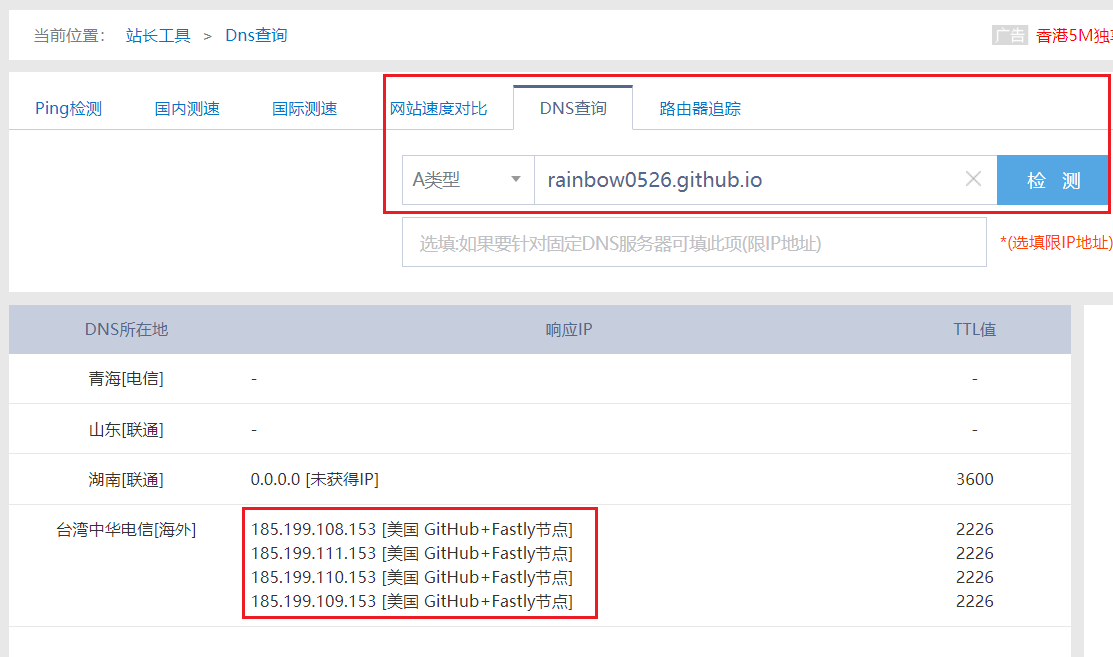 当前位置： 站长工具 > Dns查询
广告 香港5M独
Ping检测 国内测速 国际测速 网站速度对比 DNS查询 路由器追踪
A类型 rainbow0526.github.io 检 测
选填:如果要针对固定DNS服务器可填此项(限IP地址) *(选填限IP地址)
DNS所在地 响应IP TTL值
青海[电信] - -
山东[联通] - -
湖南[联通] 0.0.0.0 [未获得IP] 3600
台湾中华电信[海外] 185.199.108.153 [美国 GitHub+Fastly节点] 2226
185.199.111.153 [美国 GitHub+Fastly节点] 2226
185.199.110.153 [美国 GitHub+Fastly节点] 2226
185.199.109.153 [美国 GitHub+Fastly节点] 2226